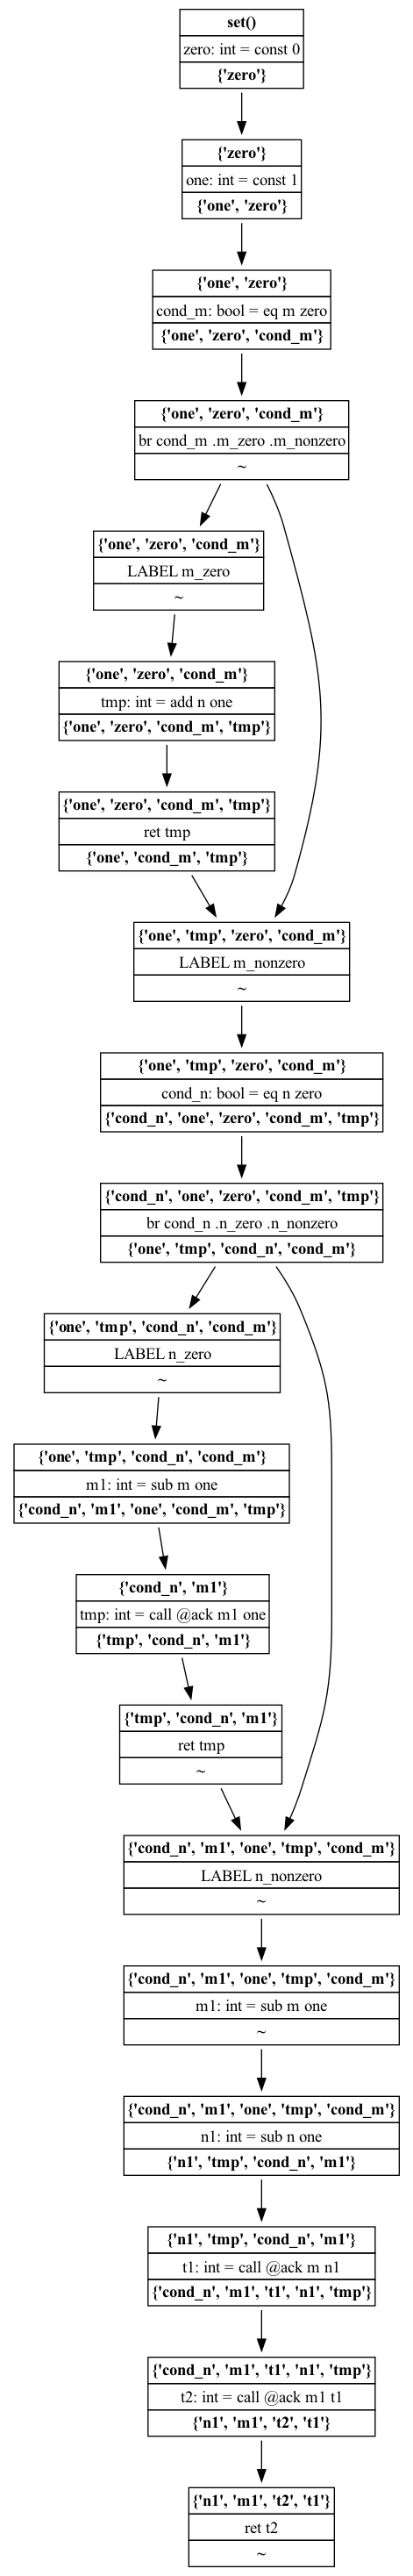 set()
zero: int = const 0
{'zero'}
{'zero'}
one: int = const 1
{'one', 'zero'}
{'one', 'zero'}
cond_m: bool = eq m zero
{'one', 'zero', 'cond_m'}
{'one', 'zero', 'cond_m'}
br cond_m .m_zero .m_nonzero
~
{'one', 'zero', 'cond_m'}
LABEL m_zero
~
{'one', 'zero', 'cond_m'}
tmp: int = add n one
{'one', 'zero', 'cond_m', 'tmp'}
{'one', 'zero', 'cond_m', 'tmp'}
ret tmp
{'one', 'cond_m', 'tmp'}
{'one', 'tmp', 'zero', 'cond_m'}
LABEL m_nonzero
~
{'one', 'tmp', 'zero', 'cond_m'}
cond_n: bool = eq n zero
{'cond_n', 'one', 'zero', 'cond_m', 'tmp'}
{'cond_n', 'one', 'zero', 'cond_m', 'tmp'}
br cond_n .n_zero .n_nonzero
{'one', 'tmp', 'cond_n', 'cond_m'}
{'one', 'tmp', 'cond_n', 'cond_m'}
LABEL n_zero
~
{'one', 'tmp', 'cond_n', 'cond_m'}
m1: int = sub m one
{'cond_n', 'm1', 'one', 'cond_m', 'tmp'}
{'cond_n', 'm1'}
tmp: int = call @ack m1 one
{'tmp', 'cond_n', 'm1'}
{'tmp', 'cond_n', 'm1'}
ret tmp
~
{'cond_n', 'm1', 'one', 'tmp', 'cond_m'}
LABEL n_nonzero
~
{'cond_n', 'm1', 'one', 'tmp', 'cond_m'}
m1: int = sub m one
~
{'cond_n', 'm1', 'one', 'tmp', 'cond_m'}
n1: int = sub n one
{'n1', 'tmp', 'cond_n', 'm1'}
{'n1', 'tmp', 'cond_n', 'm1'}
t1: int = call @ack m n1
{'cond_n', 'm1', 't1', 'n1', 'tmp'}
{'cond_n', 'm1', 't1', 'n1', 'tmp'}
t2: int = call @ack m1 t1
{'n1', 'm1', 't2', 't1'}
{'n1', 'm1', 't2', 't1'}
ret t2
~